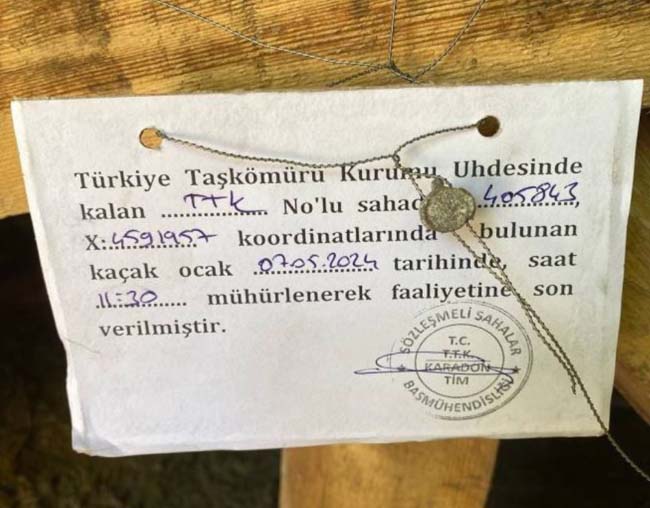 Türkiye Taşkömürü Kurumu Uhdesinde
kalan ..TTK.. No'lu sahada 405843,
X:4591957 koordinatlarında bulunan
kaçak ocak 07.05.2024 tarihinde, saat
11:30 mühürlenerek faaliyetine son
verilmiştir.
SÖZLEŞMELİ SAHALAR
T.C.
T.T.K.
KARADON
TİM
BAŞMÜHENDİSLİĞİ